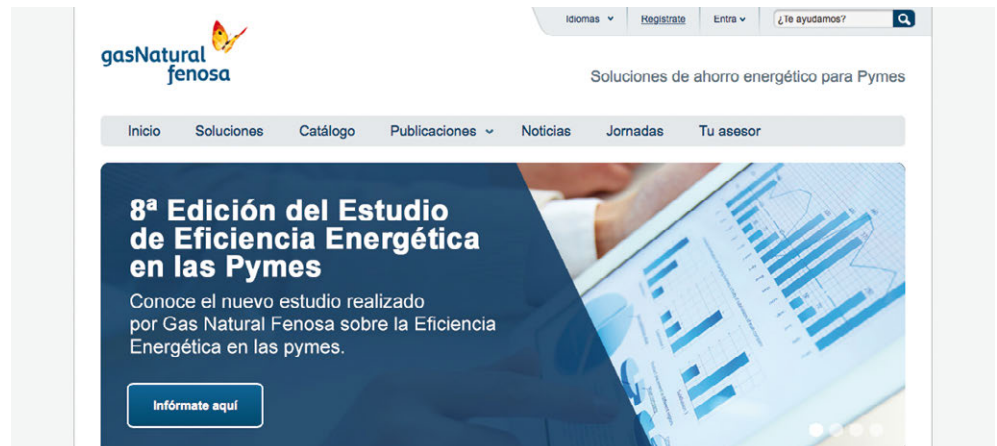 Idiomas Regístrate Entra ¿Te ayudamos?
gasNatural
fenosa
Soluciones de ahorro energético para Pymes
Inicio Soluciones Catálogo Publicaciones Noticias Jornadas Tu asesor
8ª Edición del Estudio
de Eficiencia Energética
en las Pymes
Conoce el nuevo estudio realizado
por Gas Natural Fenosa sobre la Eficiencia
Energética en las pymes.
Infórmate aquí